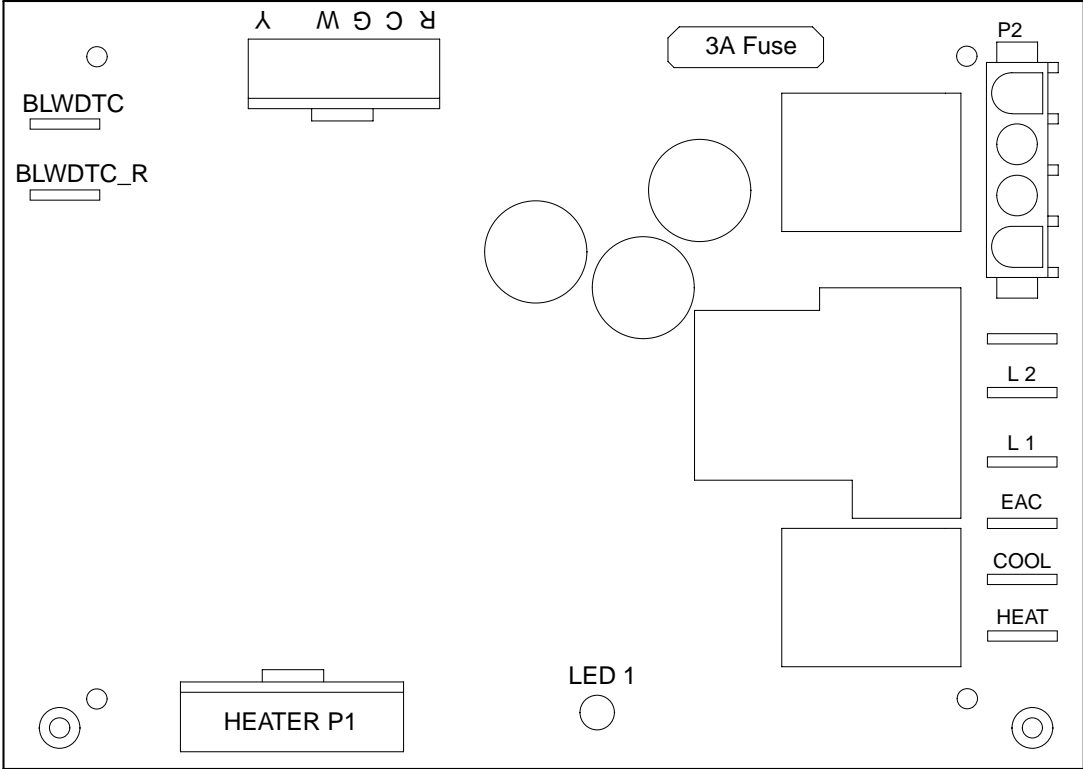 Y W G C R
3A Fuse
P2
BLWDTC
BLWDTC_R
L 2
L 1
EAC
COOL
HEAT
LED 1
HEATER P1